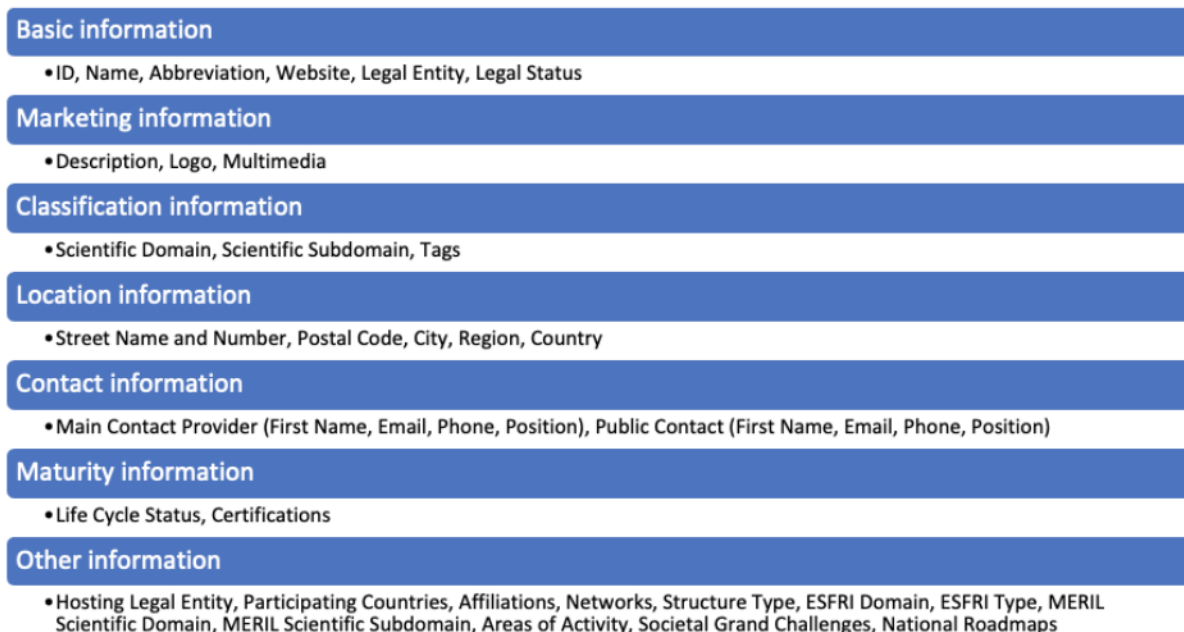 Basic information
•ID, Name, Abbreviation, Website, Legal Entity, Legal Status
Marketing information
•Description, Logo, Multimedia
Classification information
•Scientific Domain, Scientific Subdomain, Tags
Location information
•Street Name and Number, Postal Code, City, Region, Country
Contact information
•Main Contact Provider (First Name, Email, Phone, Position), Public Contact (First Name, Email, Phone, Position)
Maturity information
•Life Cycle Status, Certifications
Other information
•Hosting Legal Entity, Participating Countries, Affiliations, Networks, Structure Type, ESFRI Domain, ESFRI Type, MERIL
Scientific Domain, MERIL Scientific Subdomain, Areas of Activity, Societal Grand Challenges, National Roadmaps